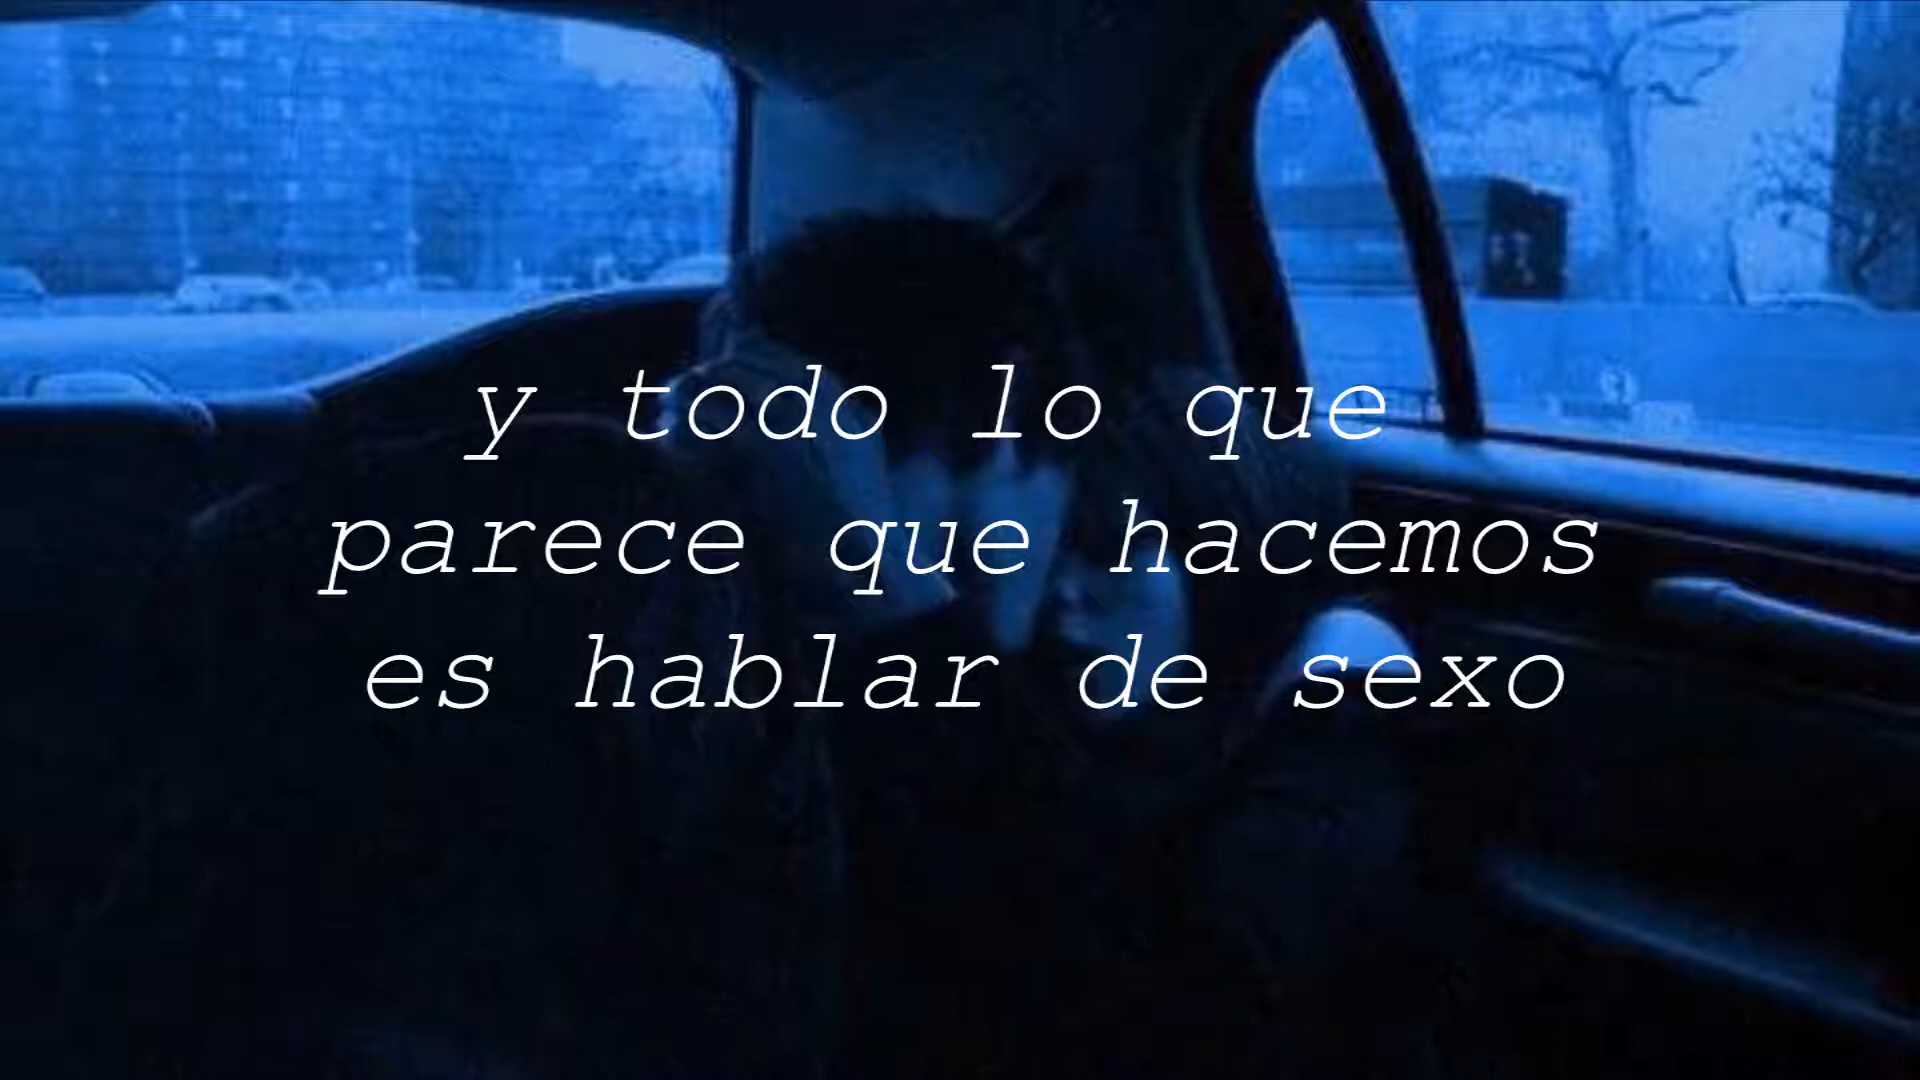 y todo lo que
parece que hacemos
es hablar de sexo